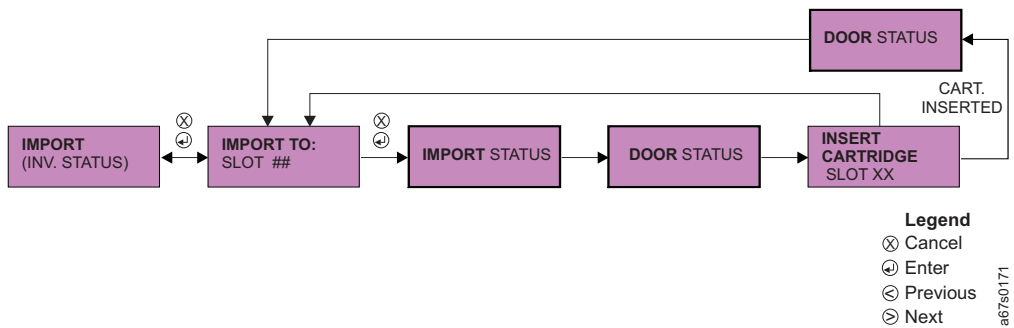 DOOR STATUS
CART.
INSERTED
IMPORT
(INV. STATUS)
IMPORT TO:
SLOT ##
IMPORT STATUS
DOOR STATUS
INSERT
CARTRIDGE
SLOT XX
Legend
Cancel
Enter
Previous
Next
a67s0171